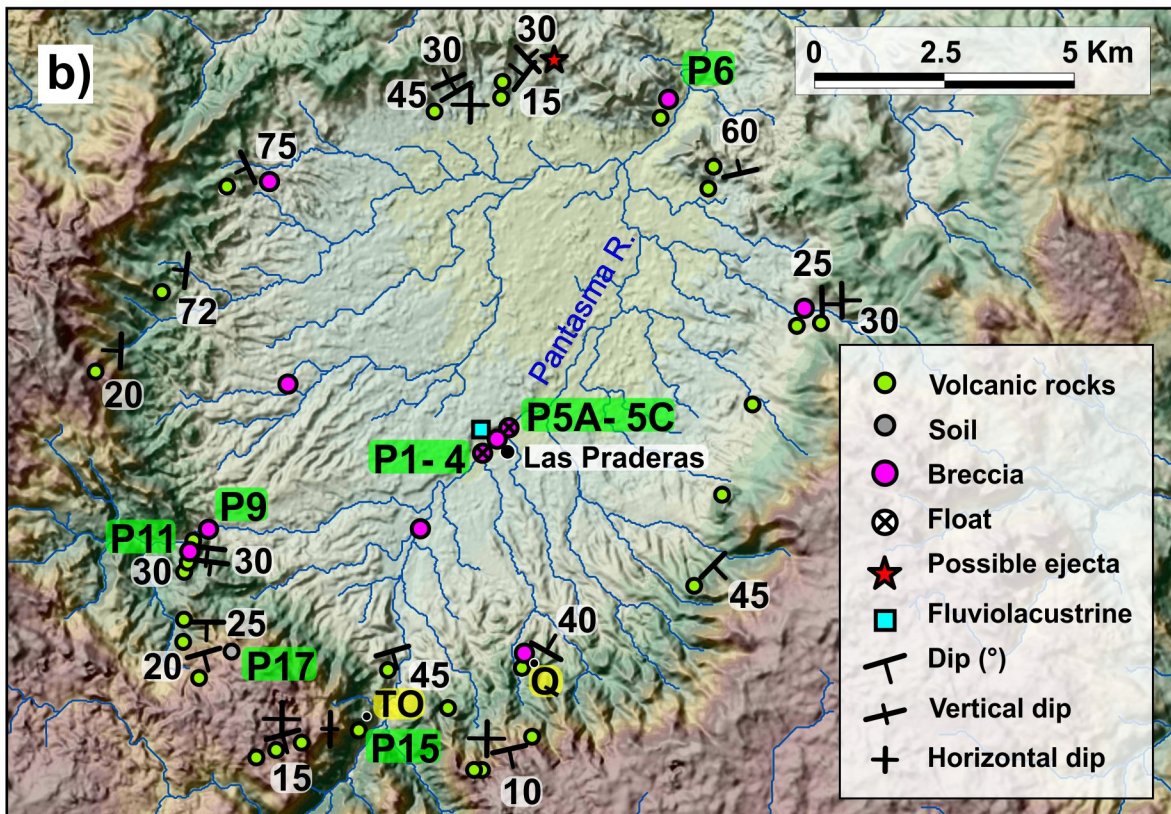 b)
0 2.5 5 Km
30
30
45
15
P6
60
75
72
Pantasma R.
25
30
20
P5A- 5C
P1- 4
Las Praderas
P9
P11
30
30
45
25
20
P17
40
45
Q
TO
P15
15
10
Volcanic rocks
Soil
Breccia
Float
Possible ejecta
Fluviolacustrine
Dip (°)
Vertical dip
Horizontal dip